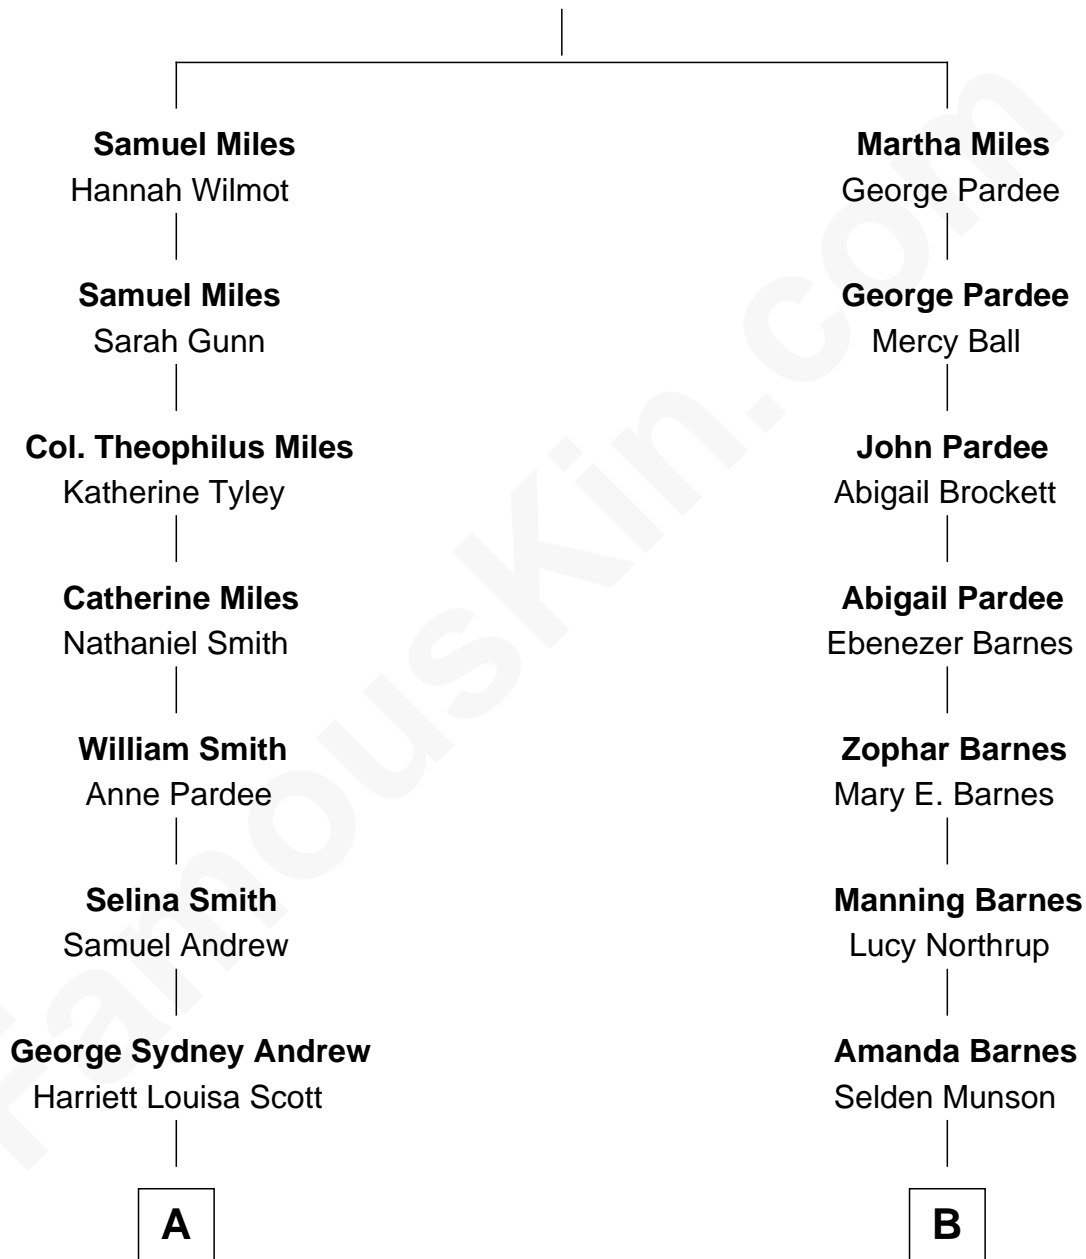 Samuel Miles
Hannah Wilmot
Samuel Miles
Sarah Gunn
Col. Theophilus Miles
Katherine Tyley
Catherine Miles
Nathaniel Smith
William Smith
Anne Pardee
Selina Smith
Samuel Andrew
George Sydney Andrew
Harriett Louisa Scott
A
Martha Miles
George Pardee
George Pardee
Mercy Ball
John Pardee
Abigail Brockett
Abigail Pardee
Ebenezer Barnes
Zophar Barnes
Mary E. Barnes
Manning Barnes
Lucy Northrup
Amanda Barnes
Selden Munson
B
FamousKin.com